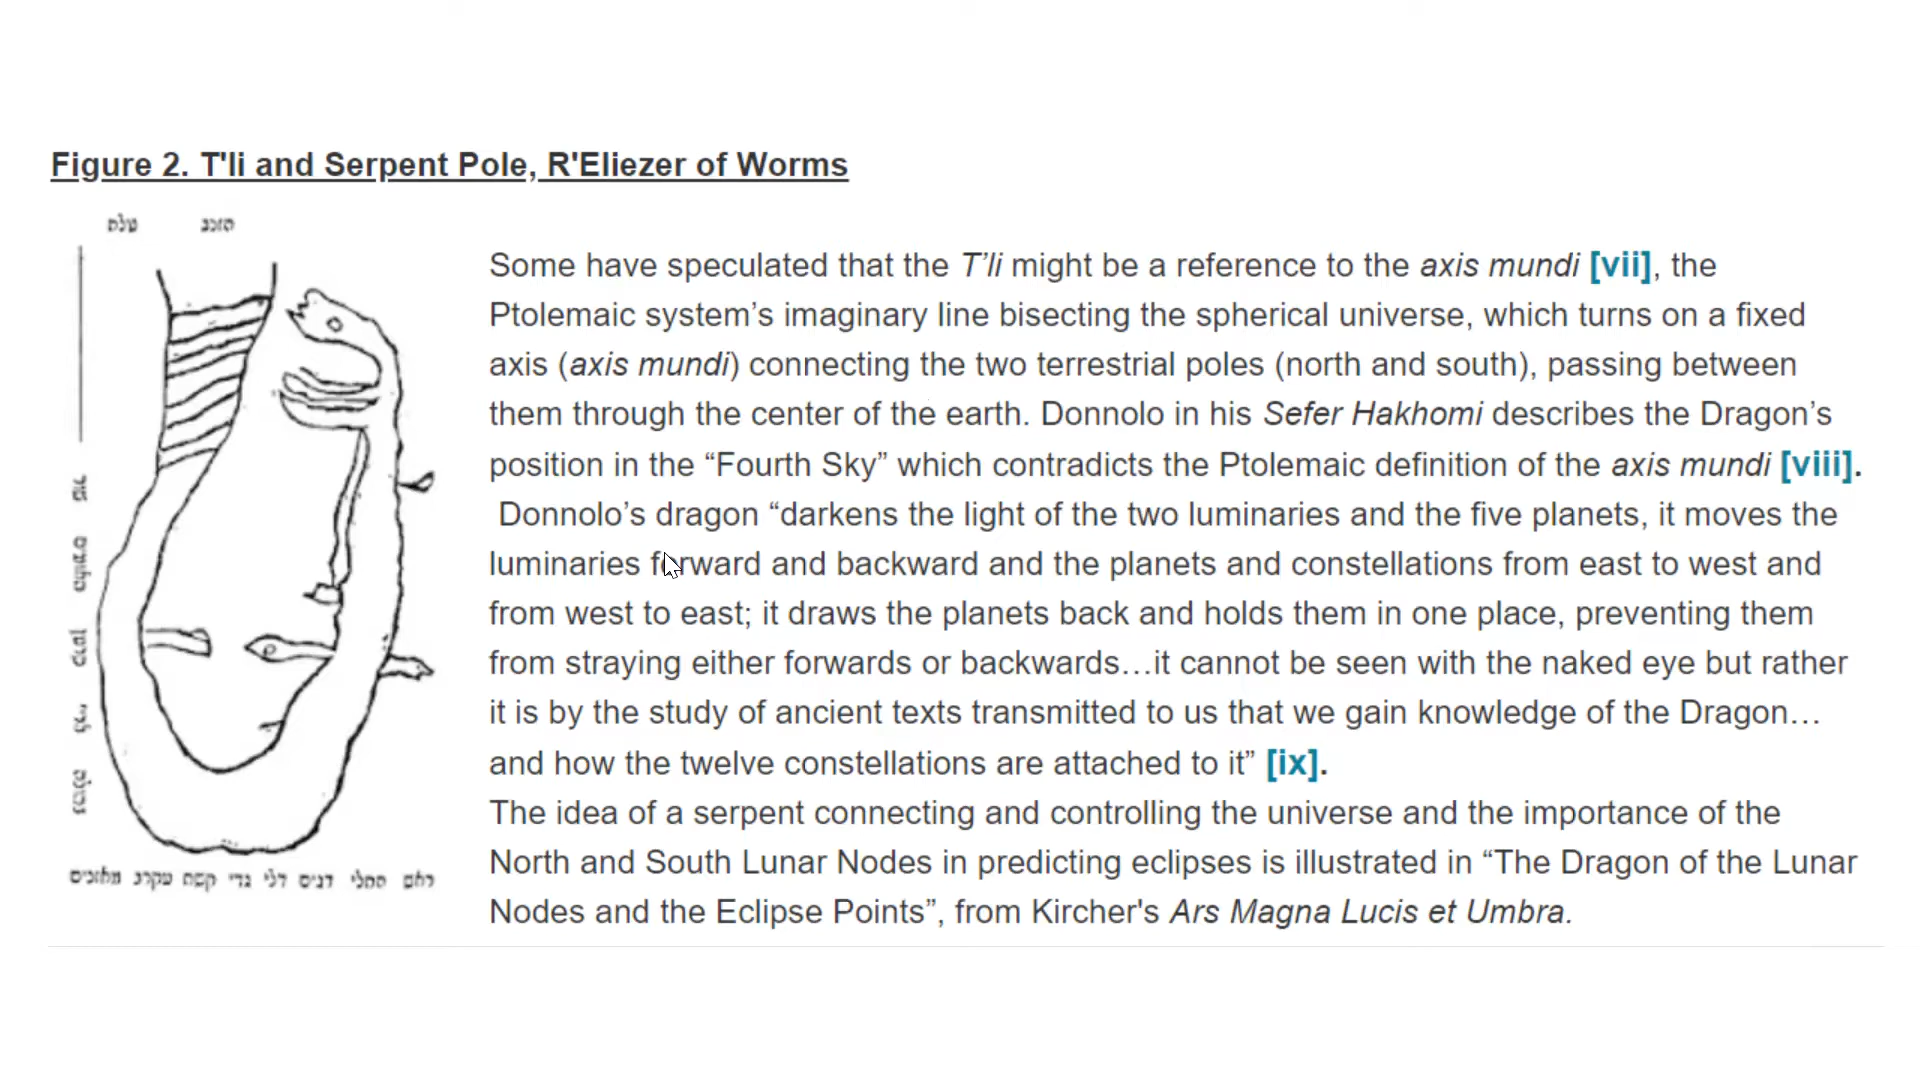 Figure 2. T'li and Serpent Pole, R'Eliezer of Worms
Some have speculated that the T’li might be a reference to the axis mundi [vii], the
Ptolemaic system’s imaginary line bisecting the spherical universe, which turns on a fixed
axis (axis mundi) connecting the two terrestrial poles (north and south), passing between
them through the center of the earth. Donnolo in his Sefer Hakhomi describes the Dragon’s
position in the “Fourth Sky” which contradicts the Ptolemaic definition of the axis mundi [viii].
Donnolo’s dragon “darkens the light of the two luminaries and the five planets, it moves the
luminaries forward and backward and the planets and constellations from east to west and
from west to east; it draws the planets back and holds them in one place, preventing them
from straying either forwards or backwards…it cannot be seen with the naked eye but rather
it is by the study of ancient texts transmitted to us that we gain knowledge of the Dragon…
and how the twelve constellations are attached to it” [ix].
The idea of a serpent connecting and controlling the universe and the importance of the
North and South Lunar Nodes in predicting eclipses is illustrated in “The Dragon of the Lunar
Nodes and the Eclipse Points”, from Kircher's Ars Magna Lucis et Umbra.
דגים דלי גדי קשת עקרב